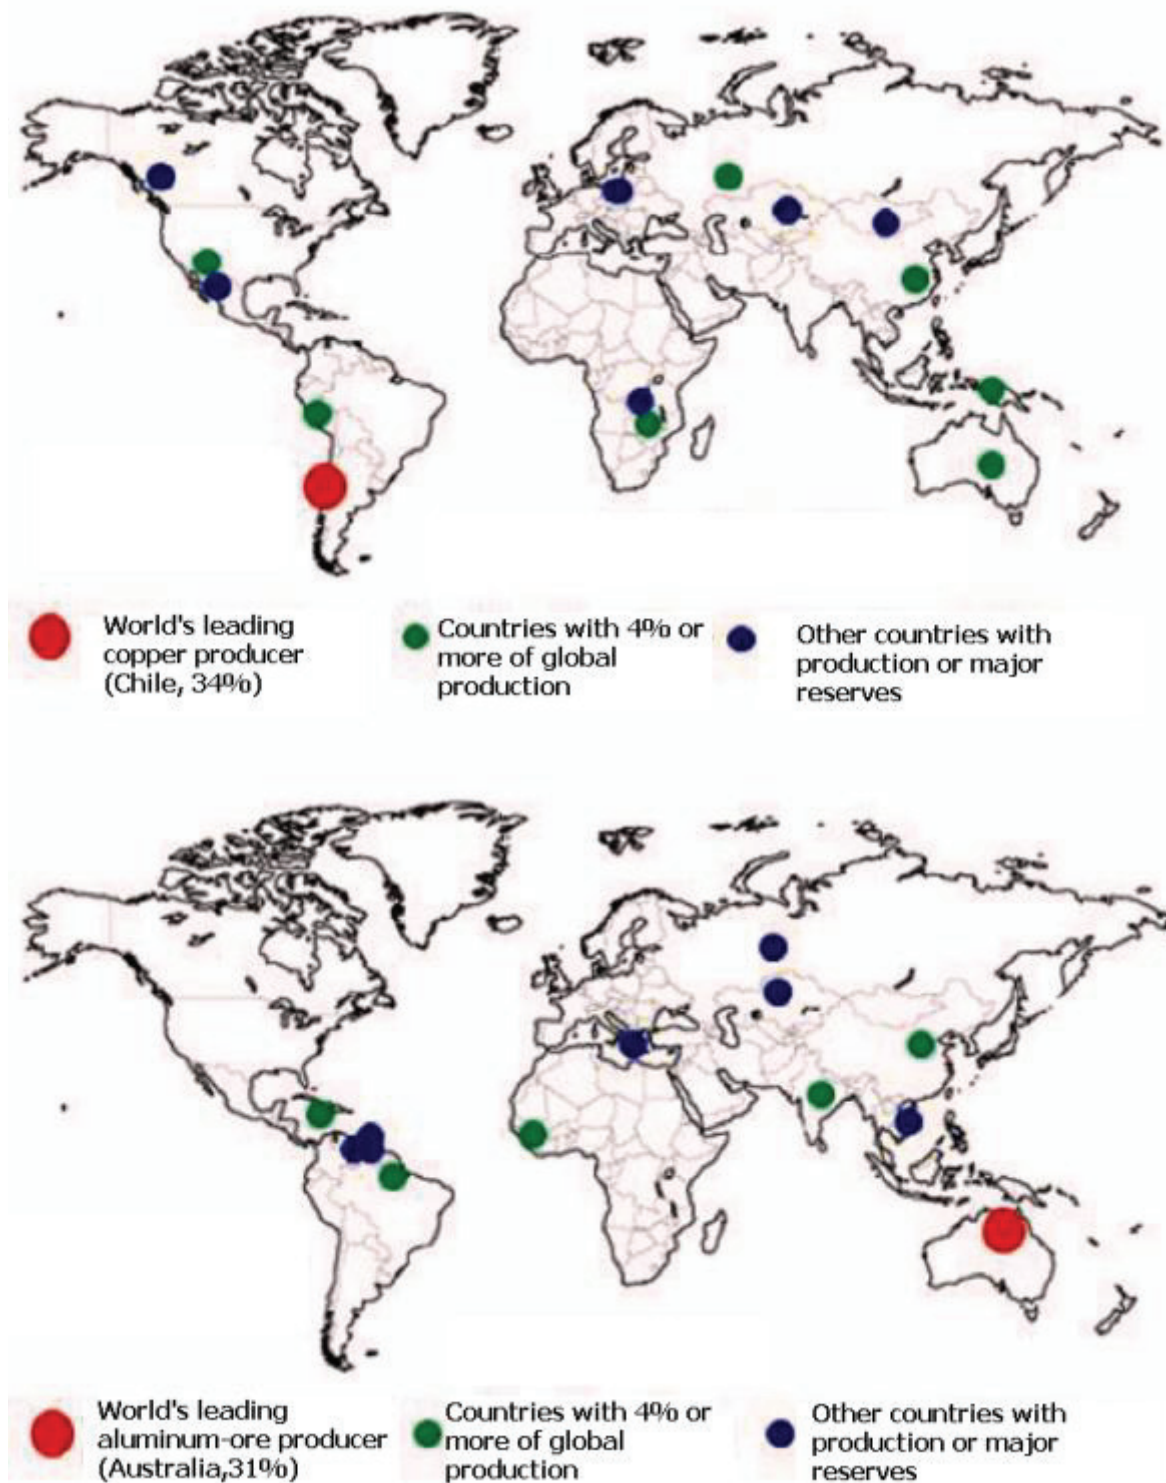 World's leading
copper producer
(Chile, 34%)
Countries with 4% or
more of global
production
Other countries with
production or major
reserves
World's leading
aluminum-ore producer
(Australia,31%)
Countries with 4% or
more of global
production
Other countries with
production or major
reserves